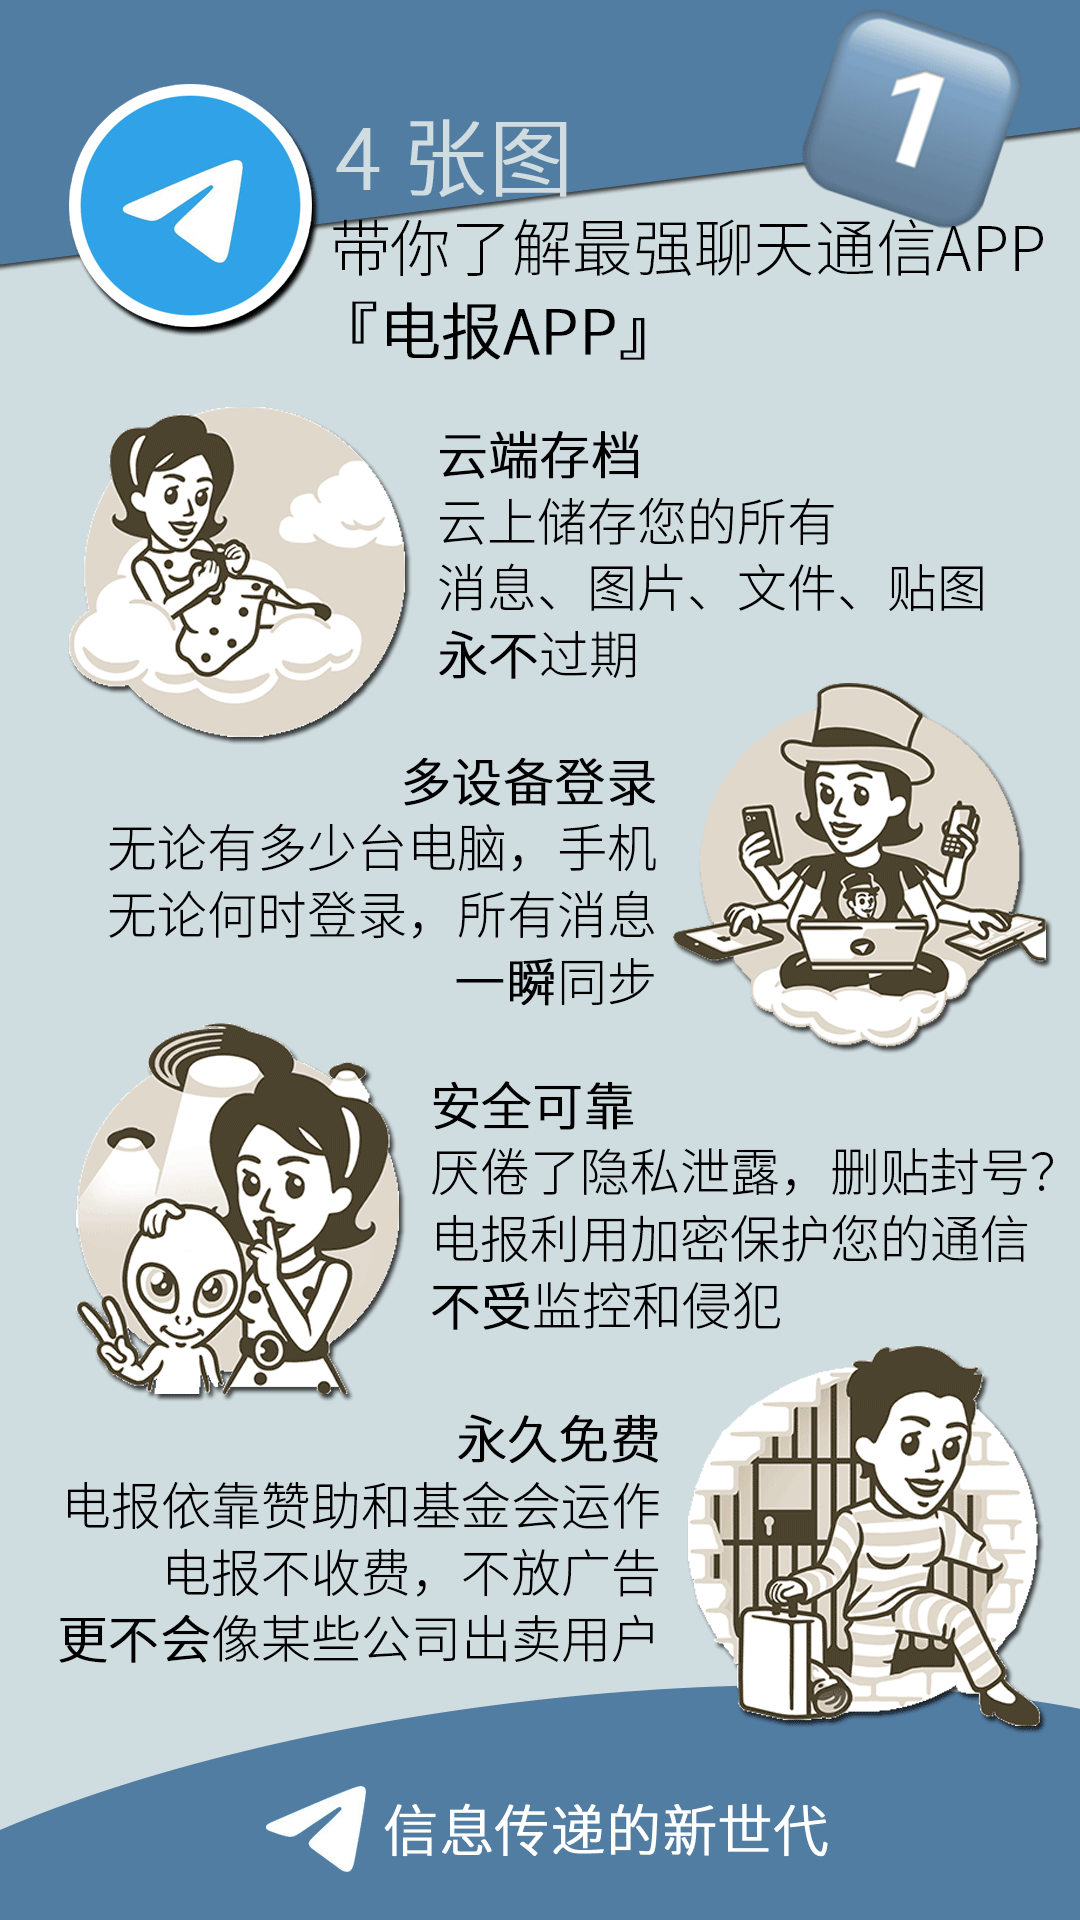 1
4 张图
带你了解最强聊天通信APP
『电报APP』
云端存档
云上储存您的所有
消息、图片、文件、贴图
永不过期
多设备登录
无论有多少台电脑，手机
无论何时登录，所有消息
一瞬同步
安全可靠
厌倦了隐私泄露，删贴封号？
电报利用加密保护您的通信
不受监控和侵犯
永久免费
电报依靠赞助和基金会运作
电报不收费，不放广告
更不会像某些公司出卖用户
信息传递的新世代